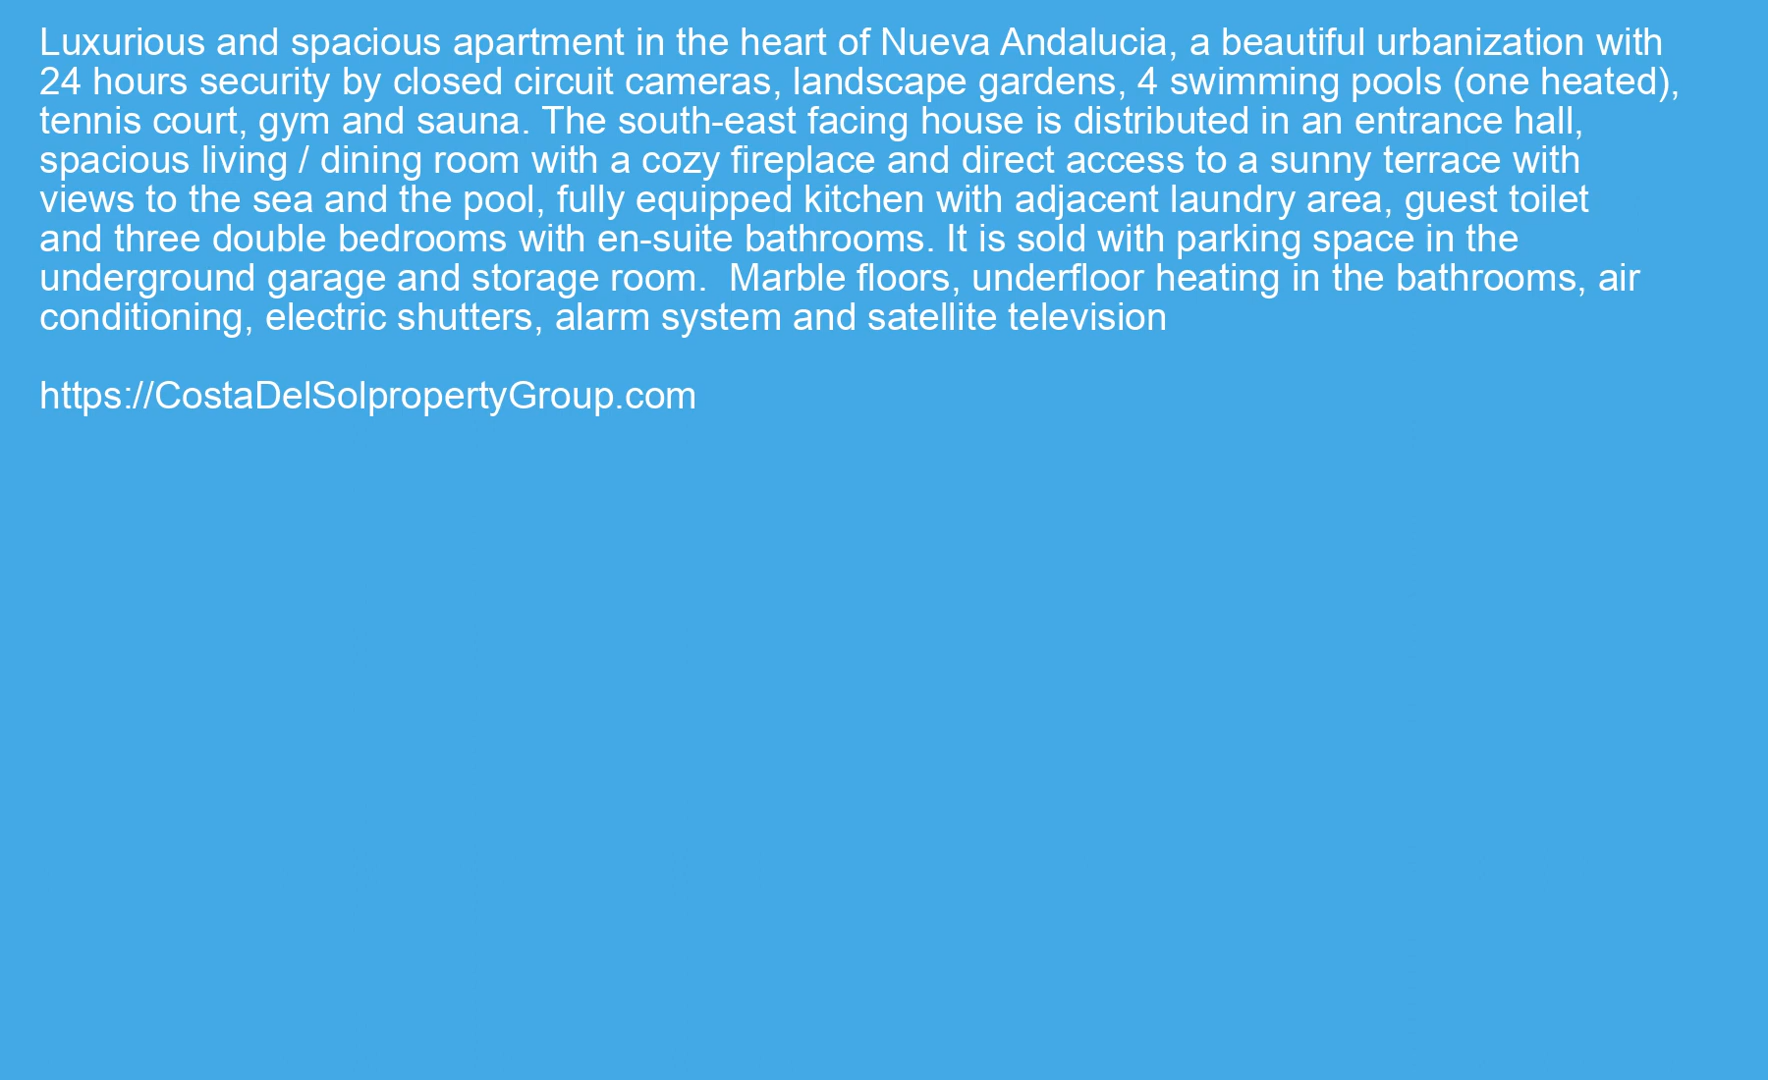 Luxurious and spacious apartment in the heart of Nueva Andalucia, a beautiful urbanization with
24 hours security by closed circuit cameras, landscape gardens, 4 swimming pools (one heated),
tennis court, gym and sauna. The south-east facing house is distributed in an entrance hall,
spacious living / dining room with a cozy fireplace and direct access to a sunny terrace with
views to the sea and the pool, fully equipped kitchen with adjacent laundry area, guest toilet
and three double bedrooms with en-suite bathrooms. It is sold with parking space in the
underground garage and storage room.  Marble floors, underfloor heating in the bathrooms, air
conditioning, electric shutters, alarm system and satellite television
https://CostaDelSolpropertyGroup.com